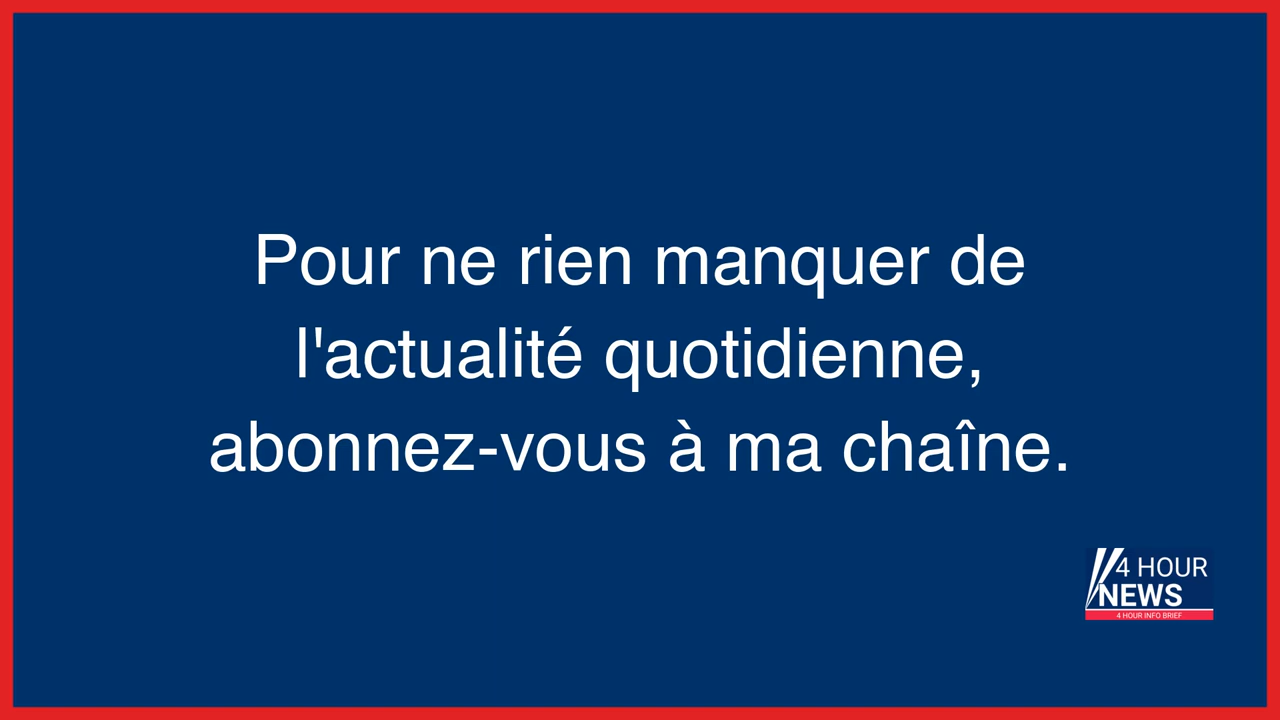 Pour ne rien manquer de
l'actualité quotidienne,
abonnez-vous à ma chaîne.
4 HOUR
NEWS
4 HOUR INFO BRIEF